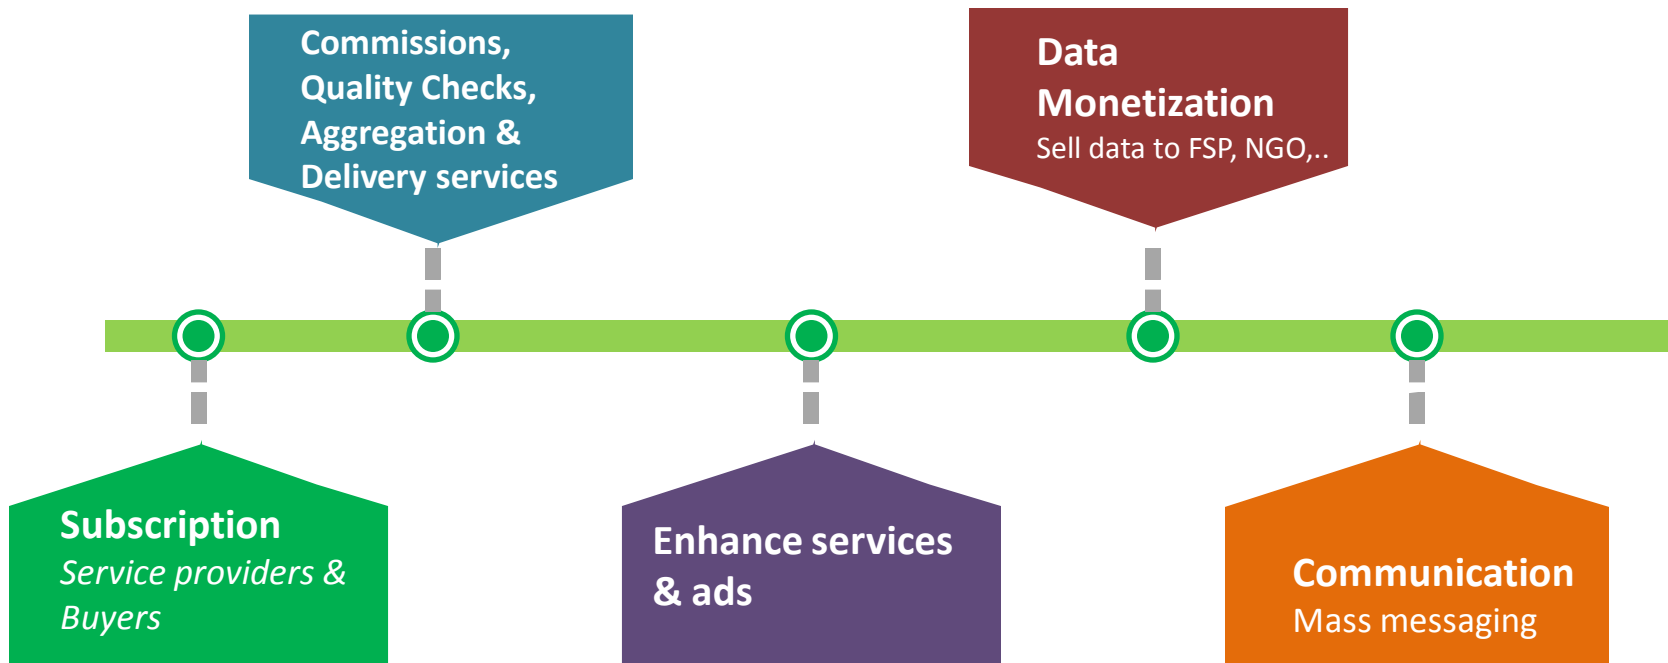 Commissions,
Quality Checks,
Aggregation &
Delivery services
Data
Monetization
Sell data to FSP, NGO,..
Subscription
Service providers &
Buyers
Enhance services
& ads
Communication
Mass messaging